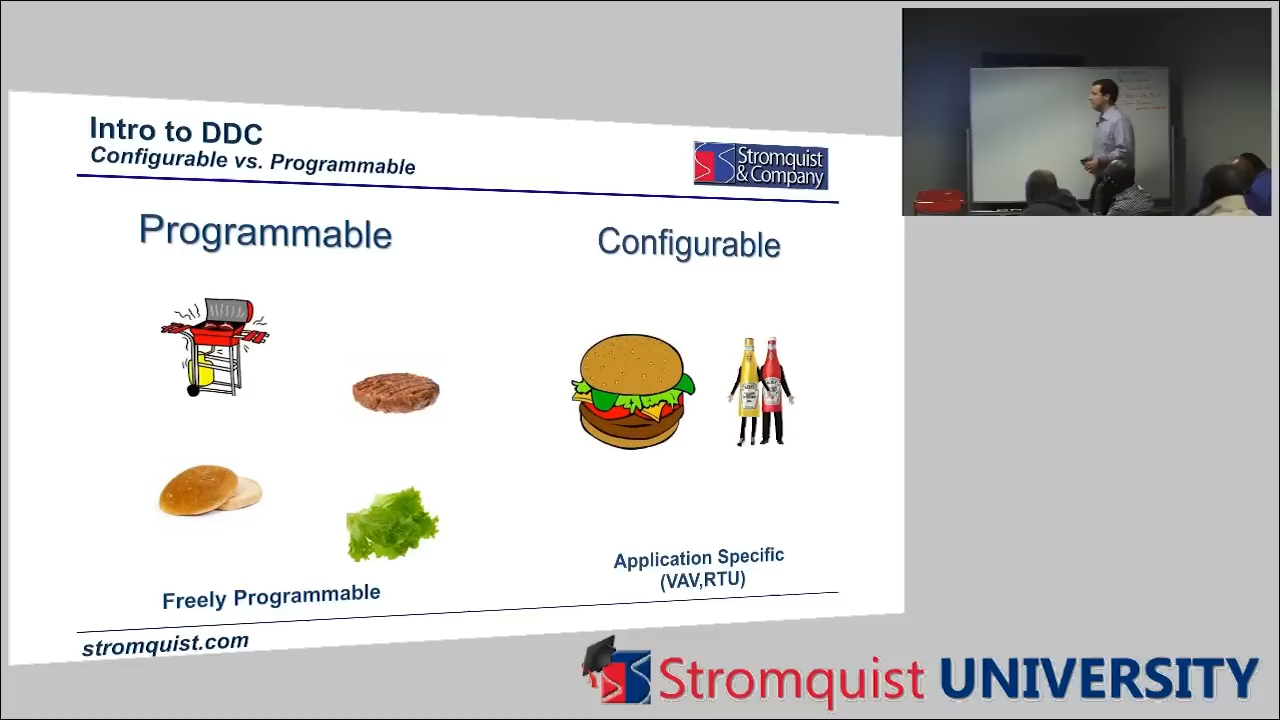 Intro to DDC
Configurable vs. Programmable
Stromquist
& Company
Programmable
Configurable
Freely Programmable
Application Specific
(VAV,RTU)
stromquist.com
Stromquist UNIVERSITY